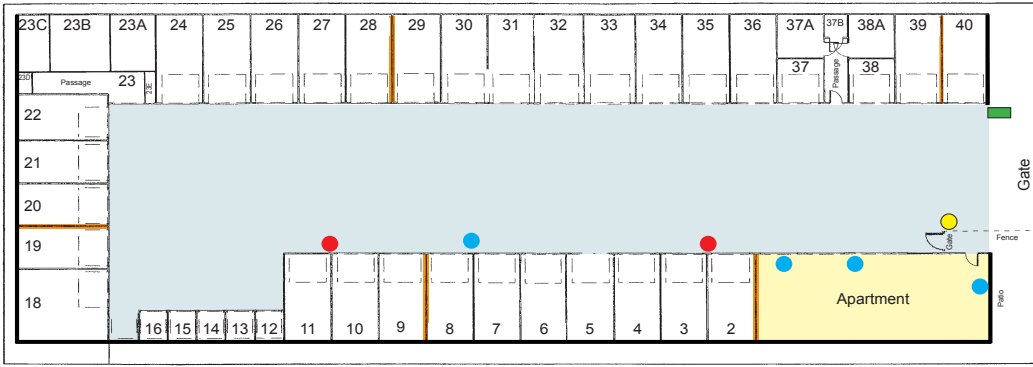 23C 23B 23A 24 25 26 27 28 29 30 31 32 33 34 35 36 37A 37B 38A 39 40
23D Passage 23 23E 37 Passage 38
22
21
20
19
18
Gate
Gate
Fence
Apartment
Patio
16 15 14 13 12 11 10 9 8 7 6 5 4 3 2